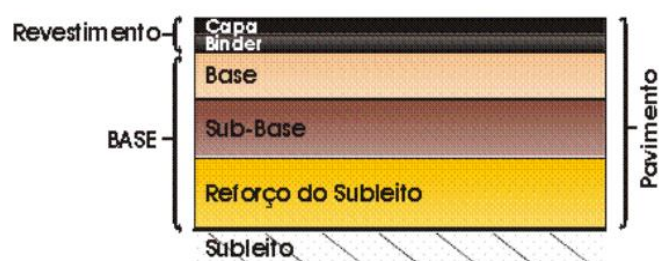 Revestimento
Capa
Binder
Base
BASE
Sub-Base
Reforço do Subleito
Subleito
Pavimento